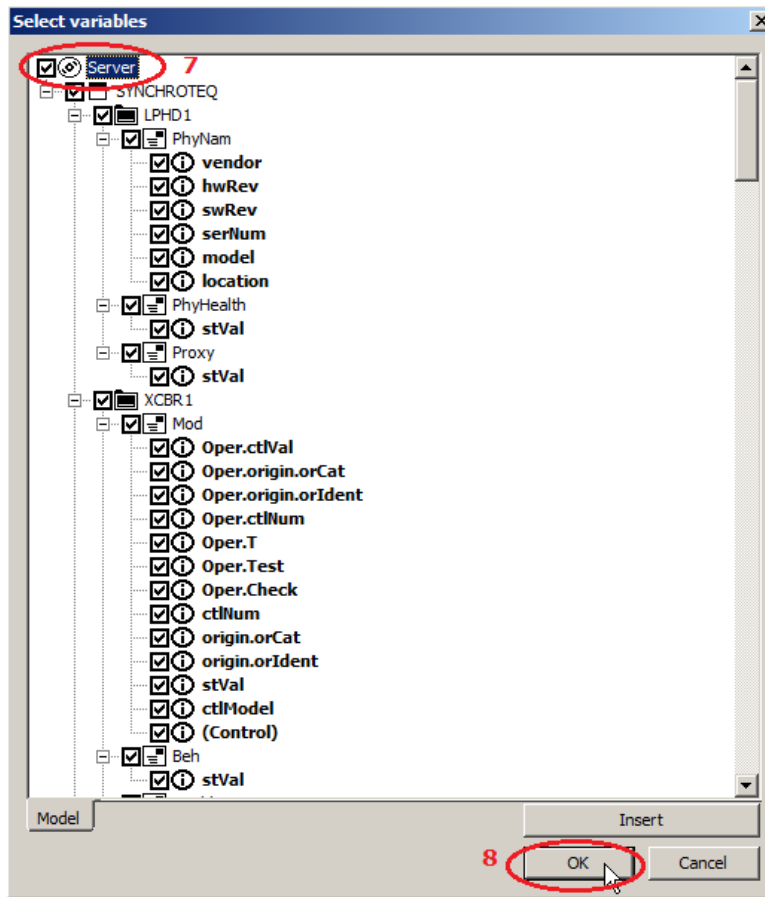 Select variables
Server 7
SYNCHROTEQ
LPHD1
PhyNam
vendor
hwRev
swRev
serNum
model
location
PhyHealth
stVal
Proxy
stVal
XCBR1
Mod
Oper.ctlVal
Oper.origin.orCat
Oper.origin.orIdent
Oper.ctlNum
Oper.T
Oper.Test
Oper.Check
ctlNum
origin.orCat
origin.orIdent
stVal
ctlModel
(Control)
Beh
stVal
Model
Insert
8 OK Cancel